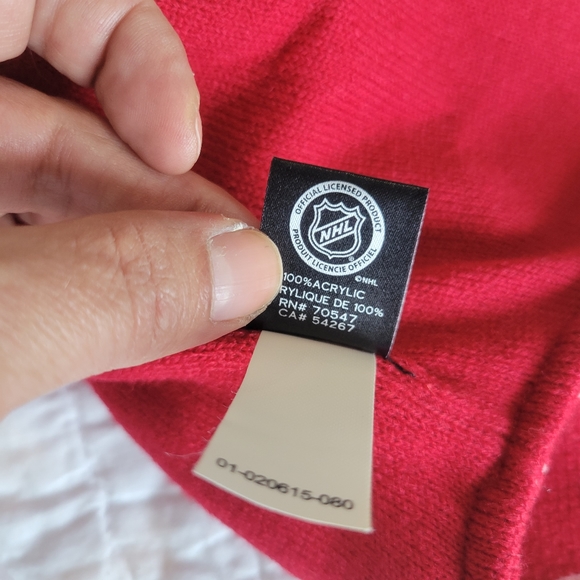 OFFICIAL LICENSED PRODUCT
NHL
PRODUIT LICENCIÉ OFFICIEL
®
©NHL
100% ACRYLIC
RYLIQUE DE 100%
RN# 70547
CA# 54267
01-020615-080